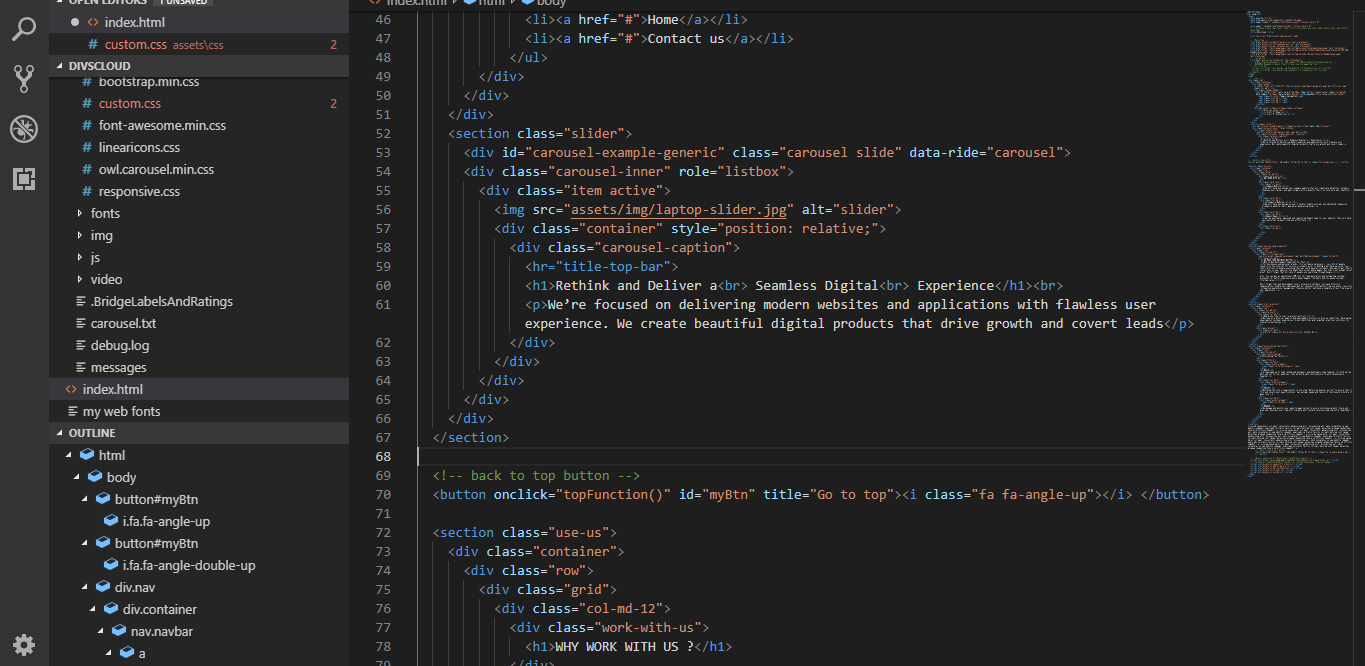 OPEN EDITORS 1 UNSAVED
index.html
custom.css assets\css 2
DIVSCLOUD
bootstrap.min.css
custom.css 2
font-awesome.min.css
linearicons.css
owl.carousel.min.css
responsive.css
fonts
img
js
video
.BridgeLabelsAndRatings
carousel.txt
debug.log
messages
index.html
my web fonts
OUTLINE
html
body
button#myBtn
i.fa.fa-angle-up
button#myBtn
i.fa.fa-angle-double-up
div.nav
div.container
nav.navbar
a
index.html html body
46 <li><a href="#">Home</a></li>
47 <li><a href="#">Contact us</a></li>
48 </ul>
49 </div>
50 </div>
51 </div>
52 <section class="slider">
53 <div id="carousel-example-generic" class="carousel slide" data-ride="carousel">
54 <div class="carousel-inner" role="listbox">
55 <div class="item active">
56 <img src="assets/img/laptop-slider.jpg" alt="slider">
57 <div class="container" style="position: relative;">
58 <div class="carousel-caption">
59 <hr="title-top-bar">
60 <h1>Rethink and Deliver a<br> Seamless Digital<br> Experience</h1><br>
61 <p>We’re focused on delivering modern websites and applications with flawless user
experience. We create beautiful digital products that drive growth and covert leads</p>
62 </div>
63 </div>
64 </div>
65 </div>
66 </div>
67 </section>
68
69 <!-- back to top button -->
70 <button onclick="topFunction()" id="myBtn" title="Go to top"><i class="fa fa-angle-up"></i> </button>
71
72 <section class="use-us">
73 <div class="container">
74 <div class="row">
75 <div class="grid">
76 <div class="col-md-12">
77 <div class="work-with-us">
78 <h1>WHY WORK WITH US ?</h1>
79 </div>